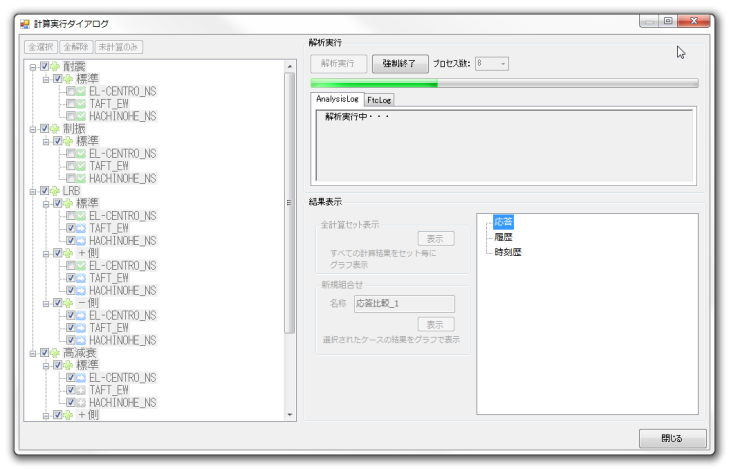 計算実行ダイアログ
全選択 全解除 未計算のみ
耐震
標準
EL-CENTRO_NS
TAFT_EW
HACHINOHE_NS
制振
標準
EL-CENTRO_NS
TAFT_EW
HACHINOHE_NS
LRB
標準
EL-CENTRO_NS
TAFT_EW
HACHINOHE_NS
+側
EL-CENTRO_NS
TAFT_EW
HACHINOHE_NS
-側
EL-CENTRO_NS
TAFT_EW
HACHINOHE_NS
高減衰
標準
EL-CENTRO_NS
TAFT_EW
HACHINOHE_NS
+側
解析実行
解析実行 強制終了 プロセス数: 8
AnalysisLog FtcLog
解析実行中・・・
結果表示
全計算セット表示
表示
すべての計算結果をセット毎に
グラフ表示
新規組合せ
名称 応答比較_1
表示
選択されたケースの結果をグラフで表示
応答
履歴
時刻歴
閉じる